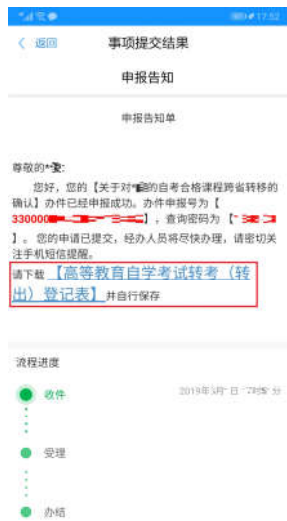 17:52
返回
事项提交结果
申报告知
申报告知单
尊敬的*
您好，您的【关于对*的自考合格课程跨省转移的
确认】办件已经申报成功。办件申报号为【
330000】，查询密码为【*
】。您的申请已提交，经办人员将尽快办理，请密切关
注手机短信提醒。
请下载【高等教育自学考试转考（转
出）登记表】并自行保存
流程进度
收件
2019年 月 日 时 分
受理
办结